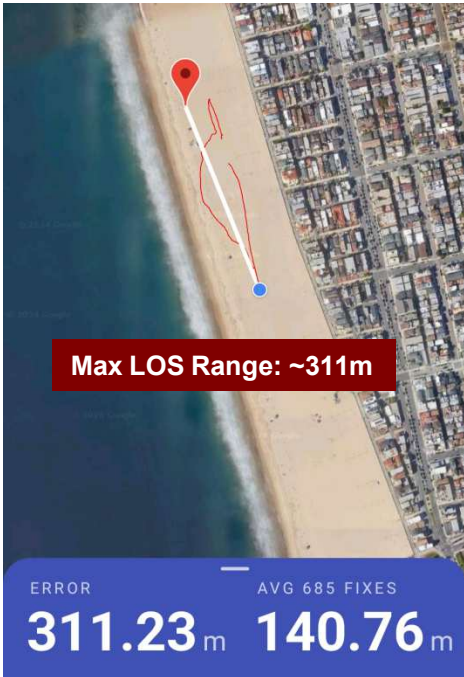 Max LOS Range: ~311m
ERROR
AVG 685 FIXES
311.23 m
140.76 m